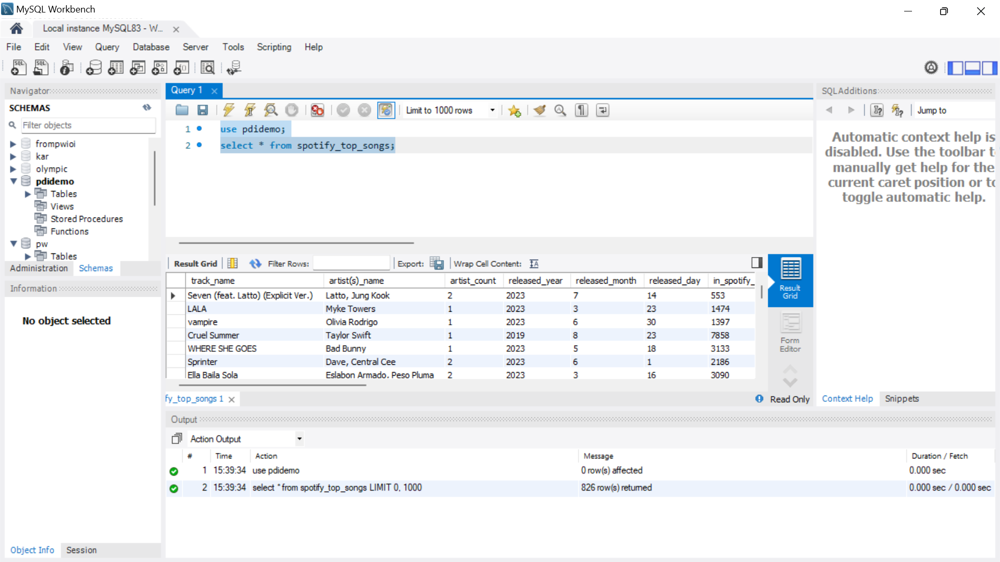 MySQL Workbench
Local instance MySQL83 - W...
File Edit View Query Database Server Tools Scripting Help
Navigator
SCHEMAS
Filter objects
frompwioi
kar
olympic
pdidemo
Tables
Views
Stored Procedures
Functions
pw
Tables
Administration Schemas
Information
No object selected
Object Info Session
Query 1
Limit to 1000 rows
1 use pdidemo;
2 select * from spotify_top_songs;
Result Grid Filter Rows: Export: Wrap Cell Content:
track_name artist(s)_name artist_count released_year released_month released_day in_spotify_
Seven (feat. Latto) (Explicit Ver.) Latto, Jung Kook 2 2023 7 14 553
LALA Myke Towers 1 2023 3 23 1474
vampire Olivia Rodrigo 1 2023 6 30 1397
Cruel Summer Taylor Swift 1 2019 8 23 7858
WHERE SHE GOES Bad Bunny 1 2023 5 18 3133
Sprinter Dave, Central Cee 2 2023 6 1 2186
Ella Baila Sola Eslabon Armado, Peso Pluma 2 2023 3 16 3090
Result
Grid
Form
Editor
fy_top_songs 1
Read Only
SQLAdditions
Jump to
Automatic context help is
disabled. Use the toolbar t
manually get help for the
current caret position or to
toggle automatic help.
Context Help Snippets
Output
Action Output
# Time Action Message Duration / Fetch
1 15:39:34 use pdidemo 0 row(s) affected 0.000 sec
2 15:39:34 select * from spotify_top_songs LIMIT 0, 1000 826 row(s) returned 0.000 sec / 0.000 sec